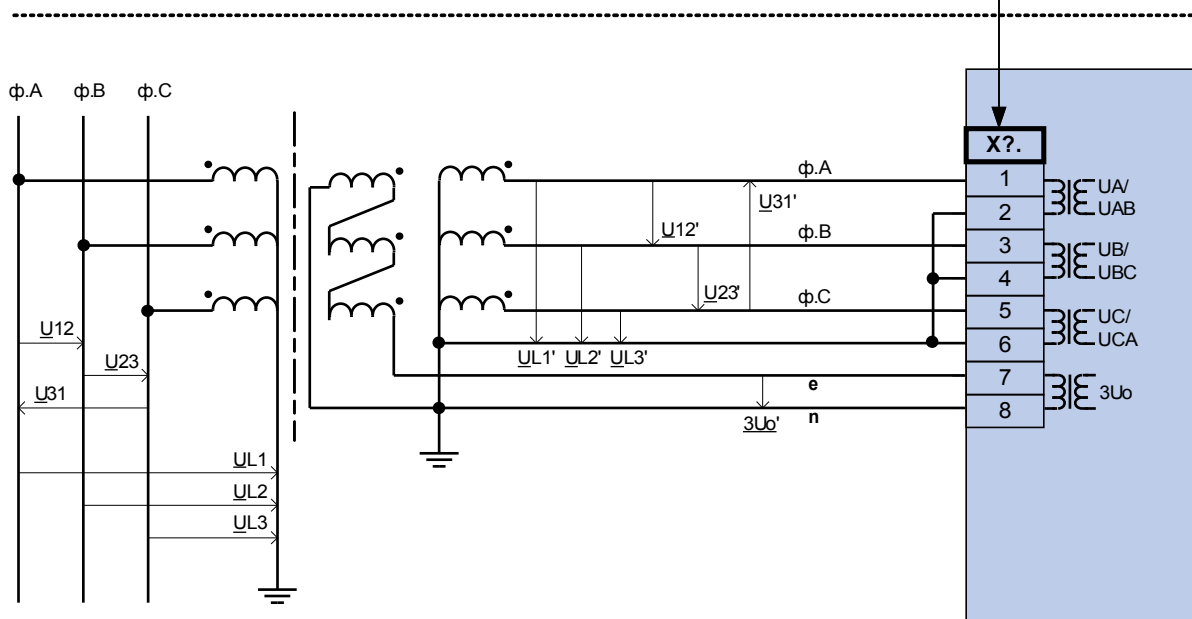 ф.A ф.B ф.C
X?.
ф.A
1
UA/
UAB
U31'
2
U12'
ф.B
3
UB/
UBC
4
U23'
ф.C
5
UC/
UCA
U12
6
UL1' UL2' UL3'
U23
7
e
3Uo
U31
8
3Uo'
n
UL1
UL2
UL3